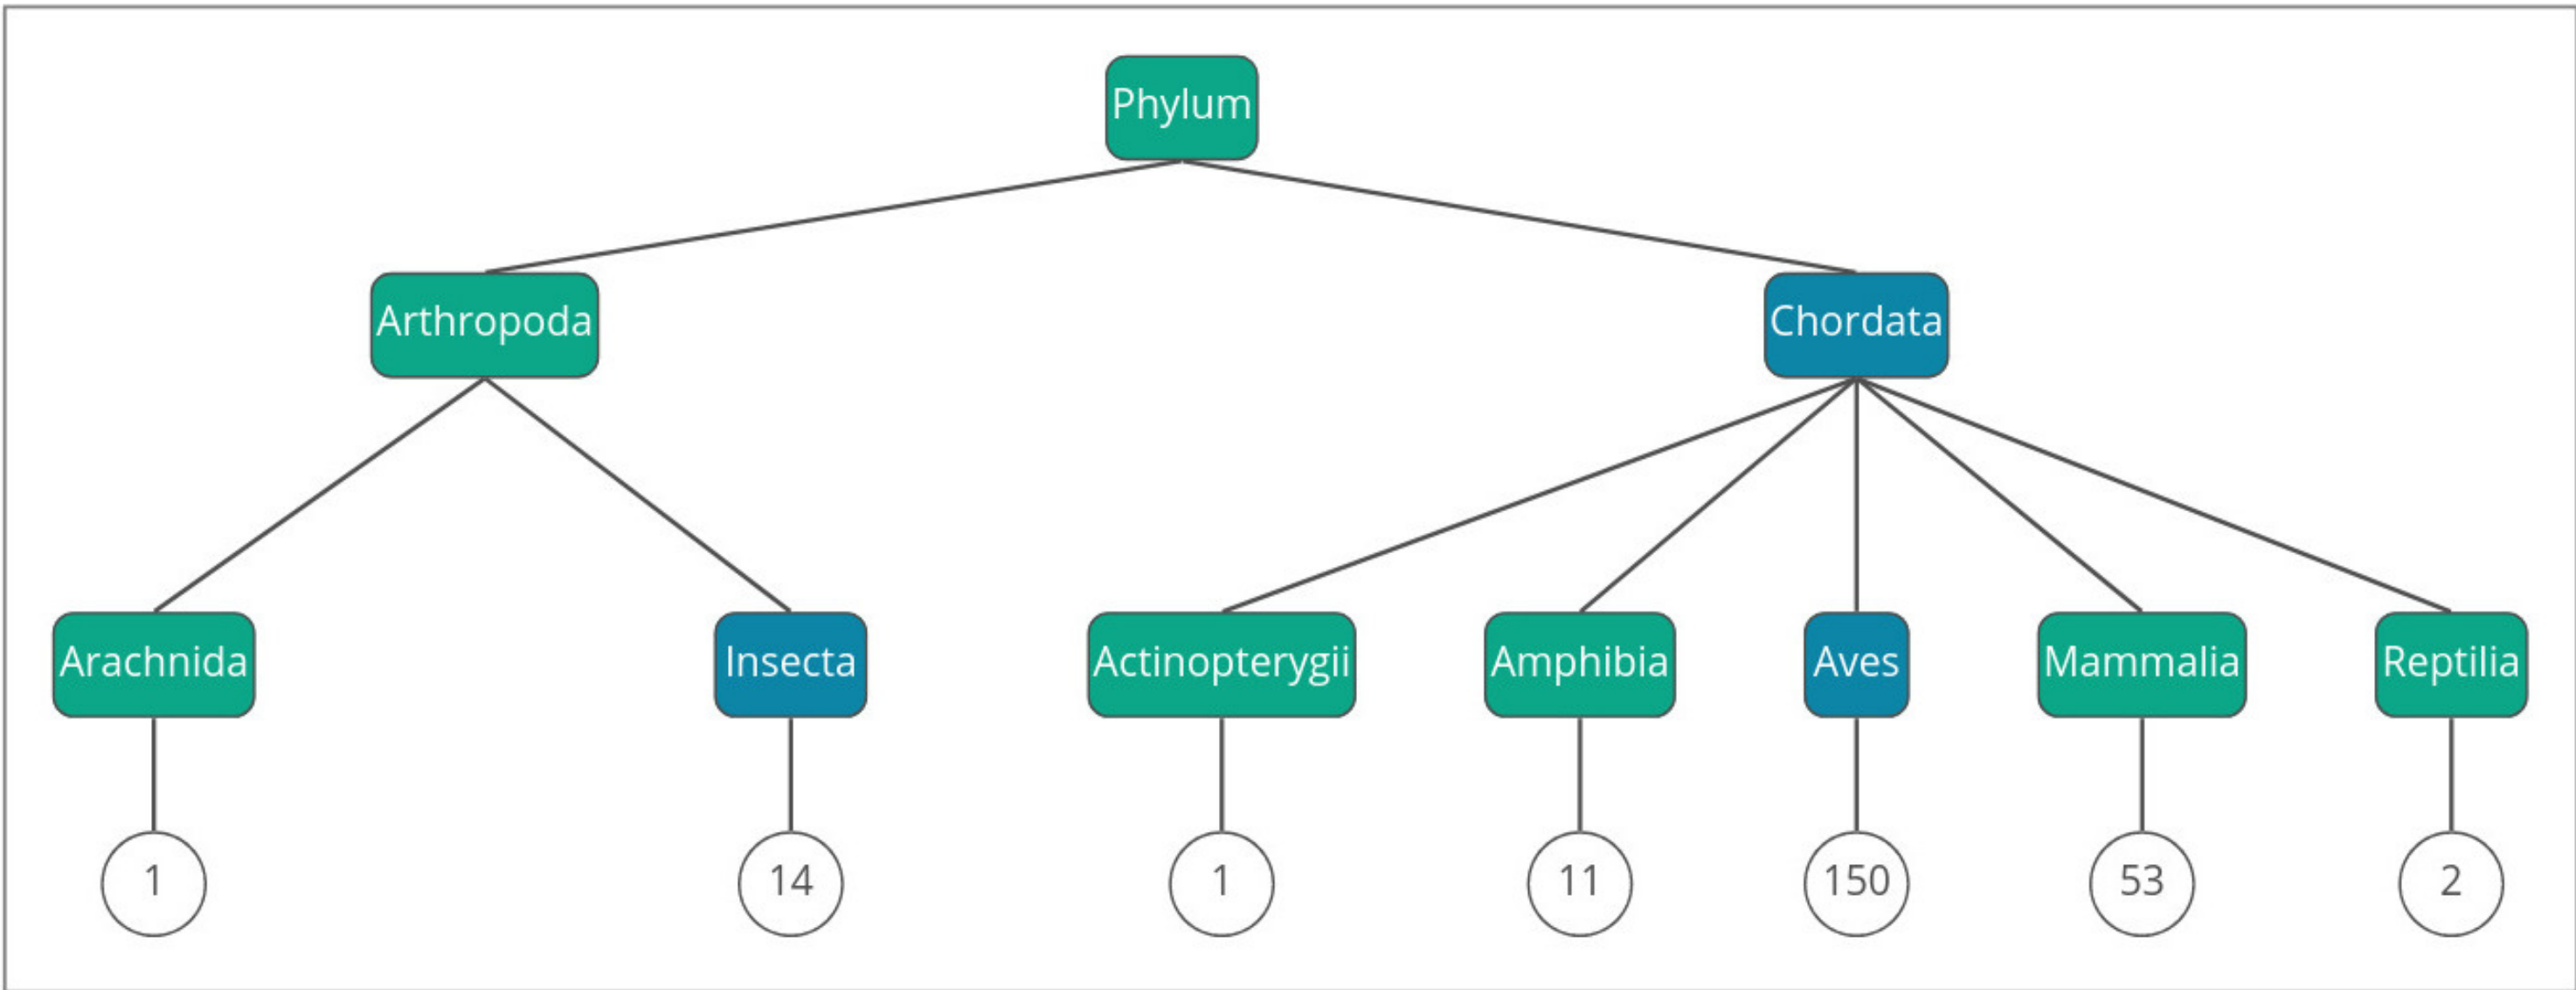 Phylum
Arthropoda
Chordata
Arachnida
Insecta
Actinopterygii
Amphibia
Aves
Mammalia
Reptilia
1
14
1
11
150
53
2